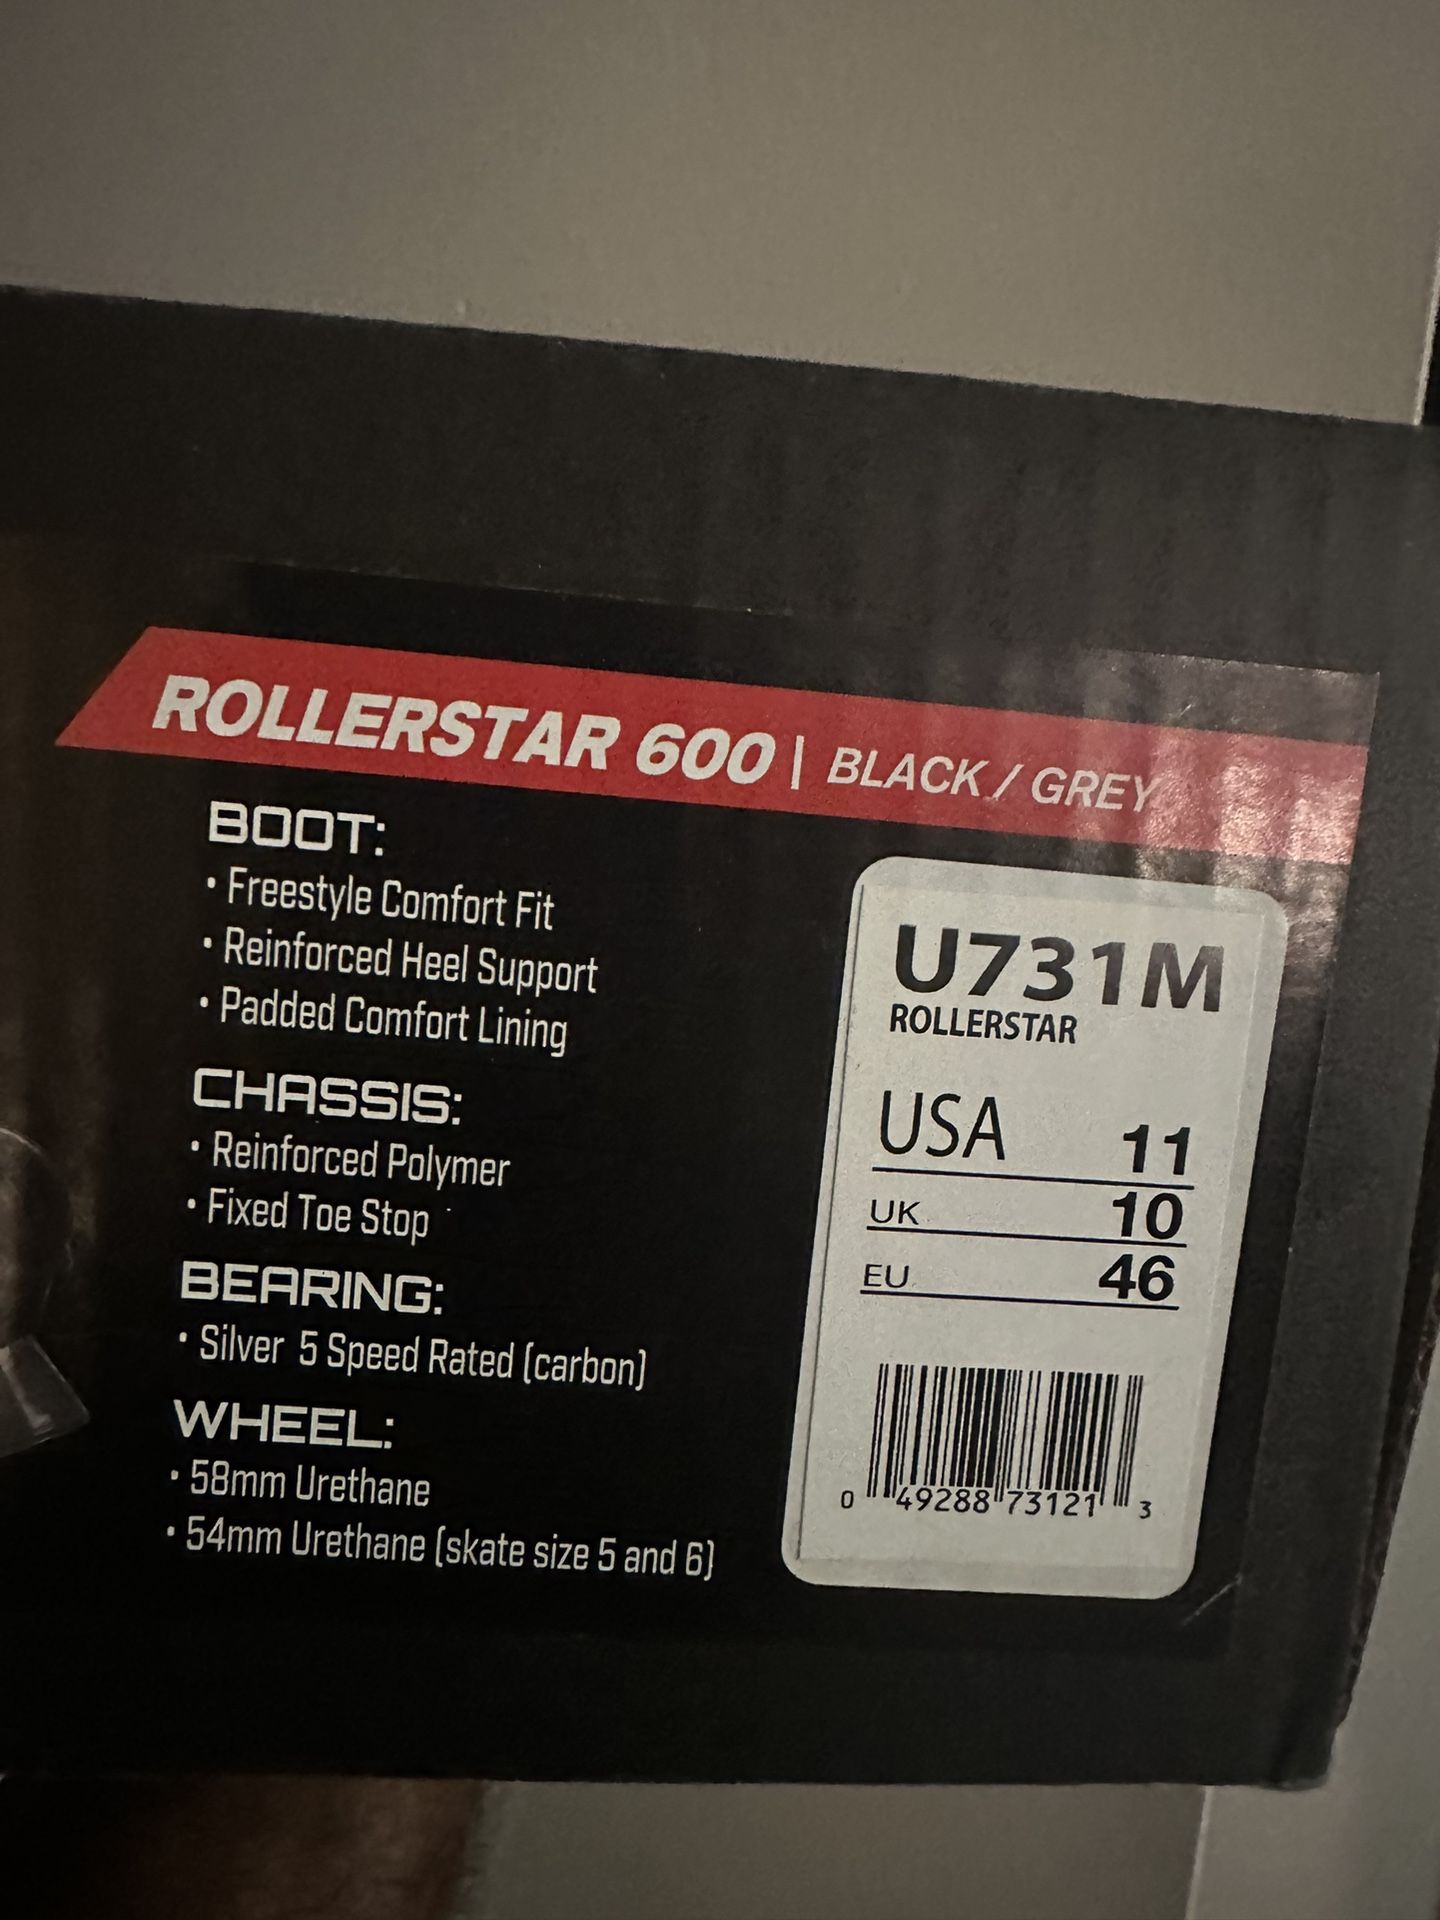 ROLLERSTAR 600 | BLACK / GREY
BOOT:
• Freestyle Comfort Fit
• Reinforced Heel Support
• Padded Comfort Lining
CHASSIS:
• Reinforced Polymer
• Fixed Toe Stop
BEARING:
• Silver 5 Speed Rated (carbon)
WHEEL:
• 58mm Urethane
• 54mm Urethane (skate size 5 and 6)
U731M
ROLLERSTAR
USA 11
UK 10
EU 46
0 49288 73121 3